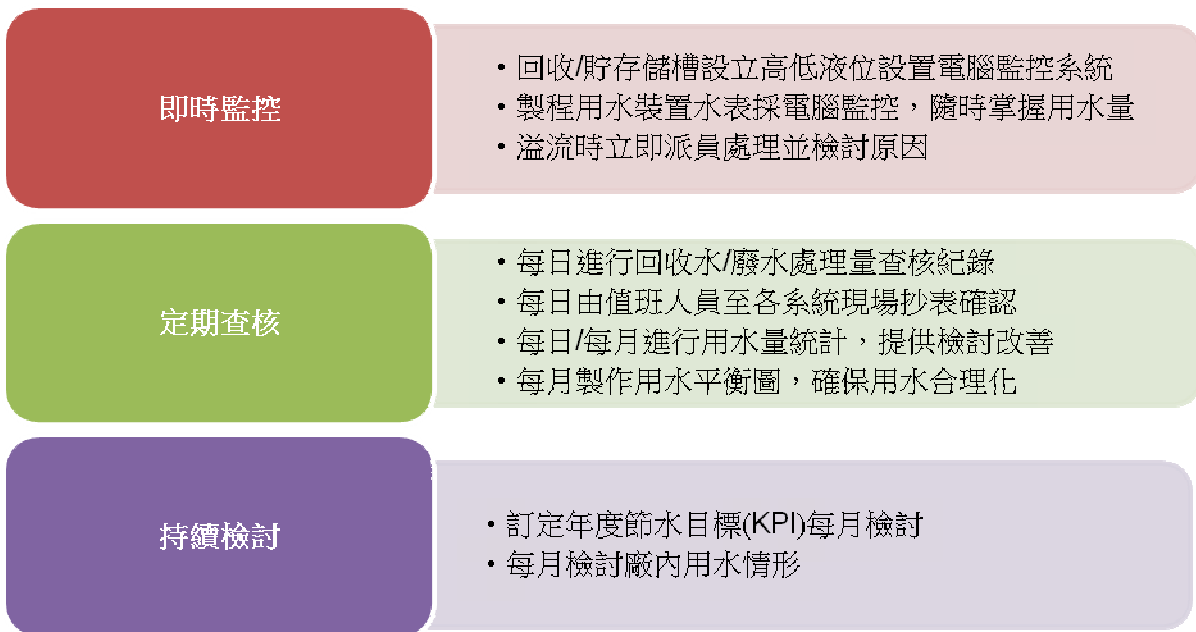 即時監控
• 回收/貯存儲槽設立高低液位設置電腦監控系統
• 製程用水裝置水表採電腦監控，隨時掌握用水量
• 溢流時立即派員處理並檢討原因
定期查核
• 每日進行回收水/廢水處理量查核紀錄
• 每日由值班人員至各系統現場抄表確認
• 每日/每月進行用水量統計，提供檢討改善
• 每月製作用水平衡圖，確保用水合理化
持續檢討
• 訂定年度節水目標(KPI)每月檢討
• 每月檢討廠內用水情形